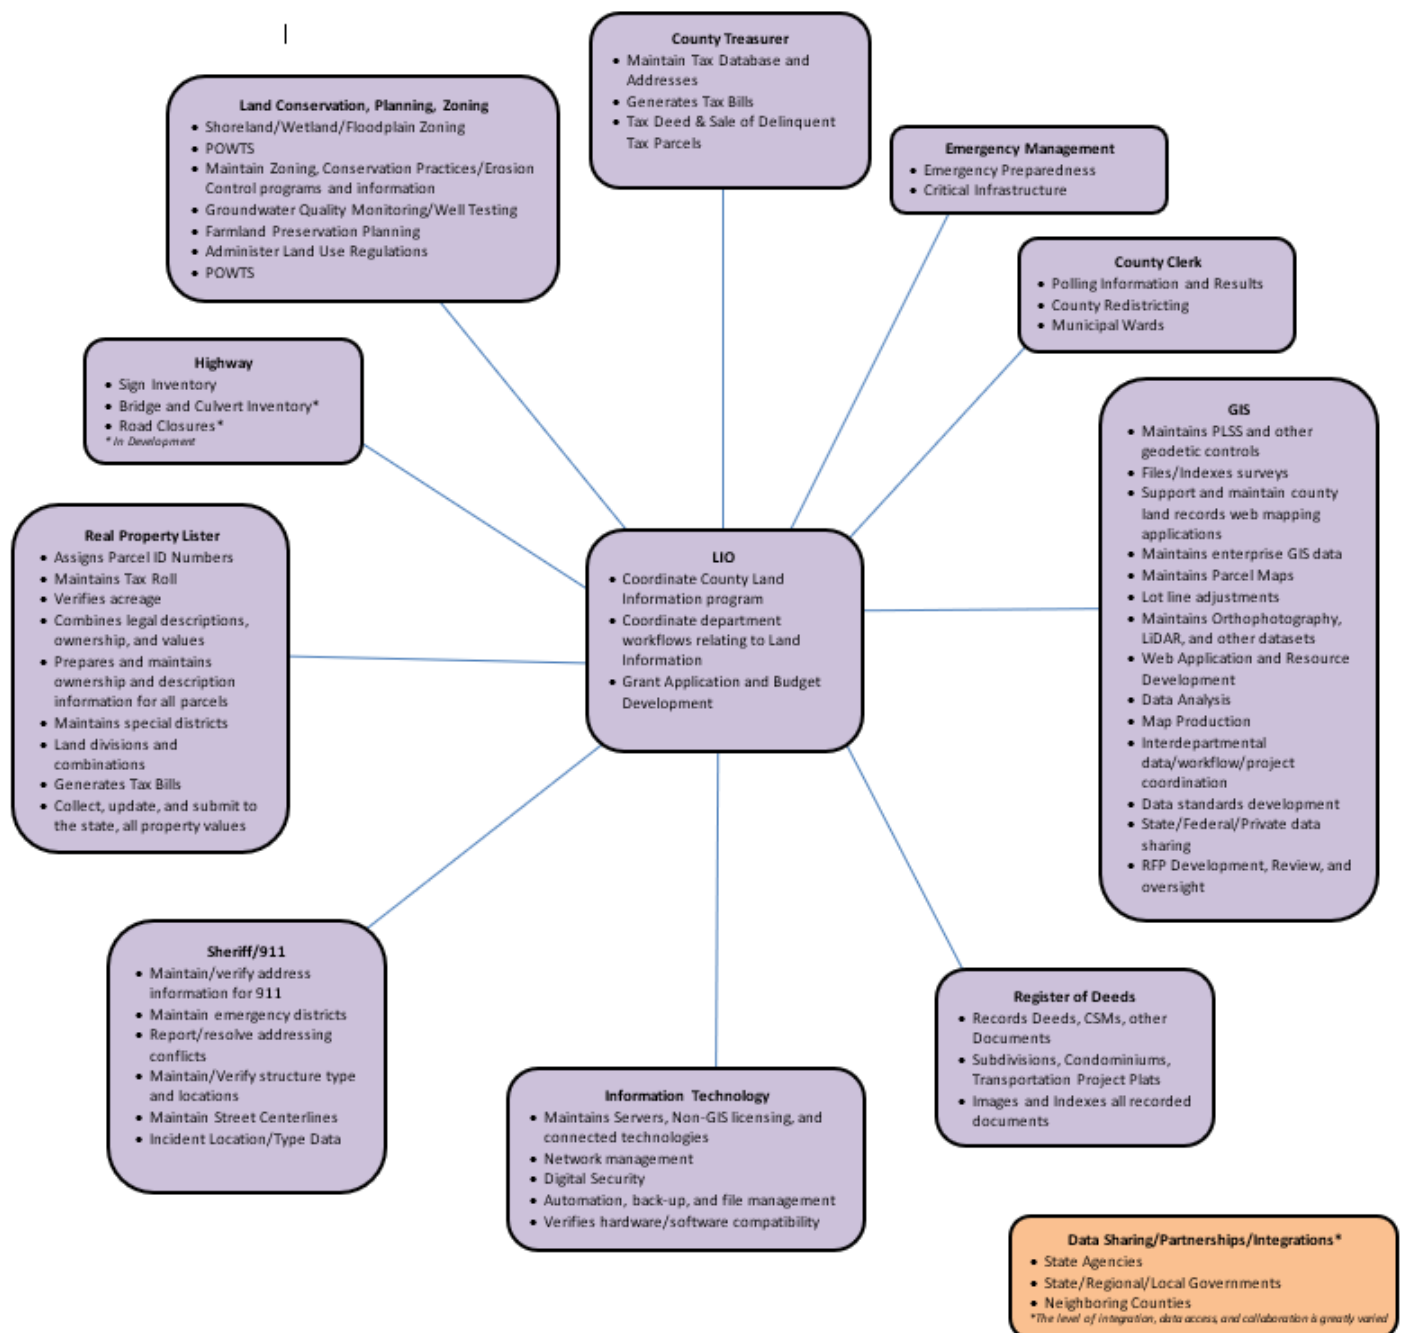 County Treasurer
• Maintain Tax Database and
Addresses
• Generates Tax Bills
• Tax Deed & Sale of Delinquent
Tax Parcels
Land Conservation, Planning, Zoning
• Shoreland/Wetland/Floodplain Zoning
• POWTS
• Maintain Zoning, Conservation Practices/Erosion
Control programs and information
• Groundwater Quality Monitoring/Well Testing
• Farmland Preservation Planning
• Administer Land Use Regulations
• POWTS
Emergency Management
• Emergency Preparedness
• Critical Infrastructure
County Clerk
• Polling Information and Results
• County Redistricting
• Municipal Wards
Highway
• Sign Inventory
• Bridge and Culvert Inventory*
• Road Closures*
* In Development
GIS
• Maintains PLSS and other
geodetic controls
• Files/Indexes surveys
• Support and maintain county
land records web mapping
applications
• Maintains enterprise GIS data
• Maintains Parcel Maps
• Lot line adjustments
• Maintains Orthophotography,
LiDAR, and other datasets
• Web Application and Resource
Development
• Data Analysis
• Map Production
• Interdepartmental
data/workflow/project
coordination
• Data standards development
• State/Federal/Private data
sharing
• RFP Development, Review, and
oversight
Real Property Lister
• Assigns Parcel ID Numbers
• Maintains Tax Roll
• Verifies acreage
• Combines legal descriptions,
ownership, and values
• Prepares and maintains
ownership and description
information for all parcels
• Maintains special districts
• Land divisions and
combinations
• Generates Tax Bills
• Collect, update, and submit to
the state, all property values
LIO
• Coordinate County Land
Information program
• Coordinate department
workflows relating to Land
Information
• Grant Application and Budget
Development
Sheriff/911
• Maintain/verify address
information for 911
• Maintain emergency districts
• Report/resolve addressing
conflicts
• Maintain/Verify structure type
and locations
• Maintain Street Centerlines
• Incident Location/Type Data
Register of Deeds
• Records Deeds, CSMs, other
Documents
• Subdivisions, Condominiums,
Transportation Project Plats
• Images and Indexes all recorded
documents
Information Technology
• Maintains Servers, Non-GIS licensing, and
connected technologies
• Network management
• Digital Security
• Automation, back-up, and file management
• Verifies hardware/software compatibility
Data Sharing/Partnerships/Integrations*
• State Agencies
• State/Regional/Local Governments
• Neighboring Counties
*The level of integration, data access, and collaboration is greatly varied